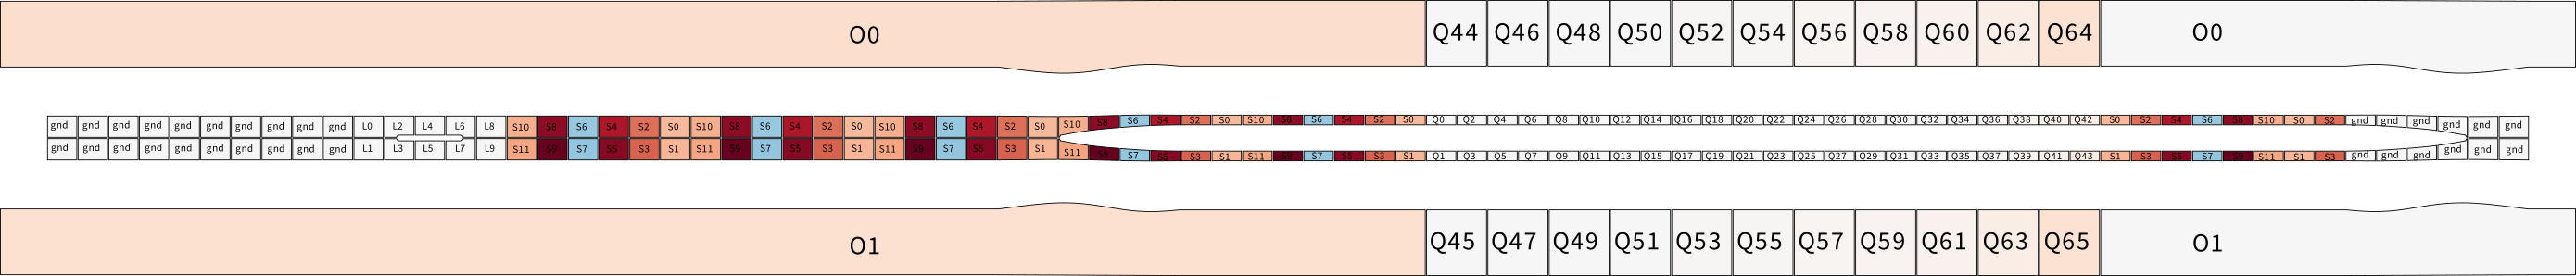 O0 Q44 Q46 Q48 Q50 Q52 Q54 Q56 Q58 Q60 Q62 Q64 O0
gnd gnd gnd gnd gnd gnd gnd gnd gnd gnd L0 L2 L4 L6 L8 S10 S8 S6 S4 S2 S0 S10 S8 S6 S4 S2 S0 S10 S8 S6 S4 S2 S0 S10 S8 S6 S4 S2 S0 S10 S8 S6 S4 S2 S0 Q0 Q2 Q4 Q6 Q8 Q10 Q12 Q14 Q16 Q18 Q20 Q22 Q24 Q26 Q28 Q30 Q32 Q34 Q36 Q38 Q40 Q42 S0 S2 S4 S6 S8 S10 S0 S2 gnd gnd gnd gnd gnd gnd
gnd gnd gnd gnd gnd gnd gnd gnd gnd gnd L1 L3 L5 L7 L9 S11 S9 S7 S5 S3 S1 S11 S9 S7 S5 S3 S1 S11 S9 S7 S5 S3 S1 S11 S9 S7 S5 S3 S1 S11 S9 S7 S5 S3 S1 Q1 Q3 Q5 Q7 Q9 Q11 Q13 Q15 Q17 Q19 Q21 Q23 Q25 Q27 Q29 Q31 Q33 Q35 Q37 Q39 Q41 Q43 S1 S3 S5 S7 S9 S11 S1 S3 gnd gnd gnd gnd gnd gnd
O1 Q45 Q47 Q49 Q51 Q53 Q55 Q57 Q59 Q61 Q63 Q65 O1